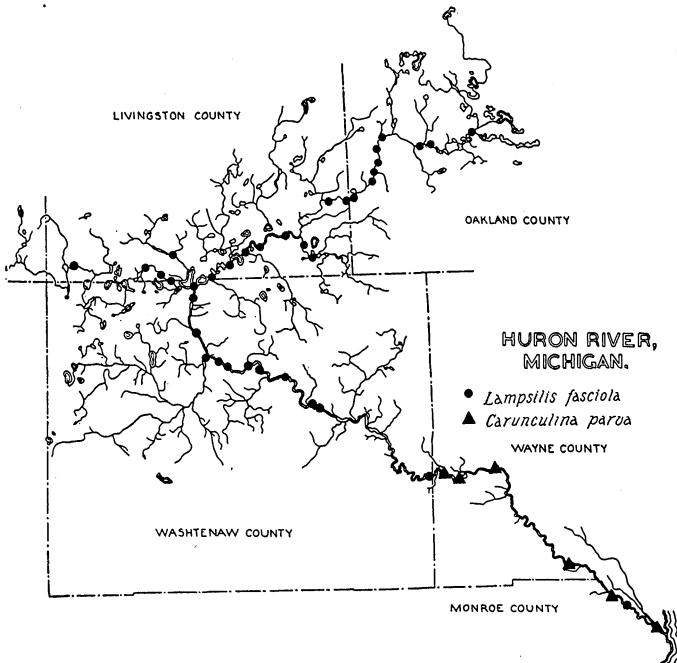 LIVINGSTON COUNTY
OAKLAND COUNTY
HURON RIVER,
MICHIGAN.
Lampsilis fasciola
Carunculina parva
WAYNE COUNTY
WASHTENAW COUNTY
MONROE COUNTY